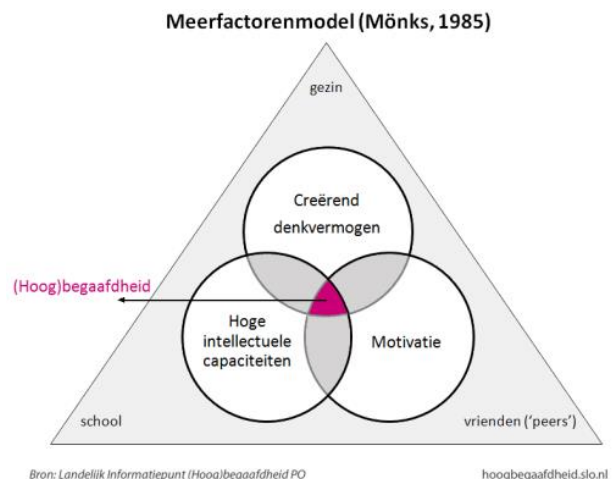 Meerfactorenmodel (Mönks, 1985)
gezin
Creërend
denkvermogen
(Hoog)begaafdheid
Hoge
intellectuele
capaciteiten
Motivatie
school
vrienden (‘peers’)
Bron: Landelijk Informatiepunt (Hoog)begaafdheid PO
hoogbegaafdheid.slo.nl